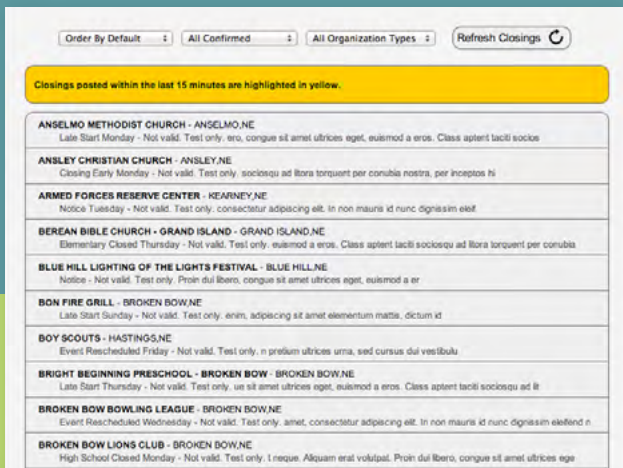 Order By Default All Confirmed All Organization Types Refresh Closings
Closings posted within the last 15 minutes are highlighted in yellow.
ANSELMO METHODIST CHURCH - ANSELMO,NE
Late Start Monday - Not valid. Test only. ero, congue sit amet ultrices eget, euismod a eros. Class aptent taciti socios
ANSLEY CHRISTIAN CHURCH - ANSLEY,NE
Closing Early Monday - Not valid. Test only. sociosqu ad litora torquent per conubia nostra, per inceptos hi
ARMED FORCES RESERVE CENTER - KEARNEY,NE
Notice Tuesday - Not valid. Test only. consectetur adipiscing elit. In non mauris id nunc dignissim eleif
BEREAN BIBLE CHURCH - GRAND ISLAND - GRAND ISLAND,NE
Elementary Closed Thursday - Not valid. Test only. euismod a eros. Class aptent taciti sociosqu ad litora torquent per conubia
BLUE HILL LIGHTING OF THE LIGHTS FESTIVAL - BLUE HILL,NE
Notice - Not valid. Test only. Proin dui libero, congue sit amet ultrices eget, euismod a er
BON FIRE GRILL - BROKEN BOW,NE
Late Start Sunday - Not valid. Test only. enim, adipiscing sit amet elementum mattis, dictum id
BOY SCOUTS - HASTINGS,NE
Event Rescheduled Friday - Not valid. Test only. n pretium ultrices urna, sed cursus dui vestibulu
BRIGHT BEGINNING PRESCHOOL - BROKEN BOW - BROKEN BOW,NE
Late Start Thursday - Not valid. Test only. ue sit amet ultrices eget, euismod a eros. Class aptent taciti sociosqu ad lit
BROKEN BOW BOWLING LEAGUE - BROKEN BOW,NE
Event Rescheduled Wednesday - Not valid. Test only. amet, consectetur adipiscing elit. In non mauris id nunc dignissim eleifend n
BROKEN BOW LIONS CLUB - BROKEN BOW,NE
High School Closed Monday - Not valid. Test only. t neque. Aliquam erat volutpat. Proin dui libero, congue sit amet ultrices ege